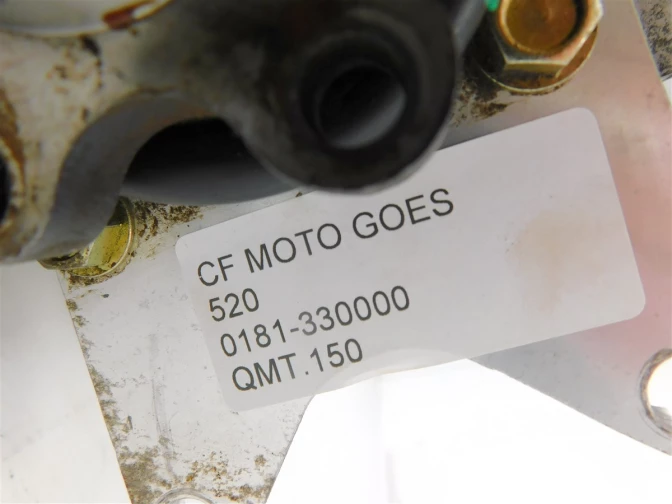 CF MOTO GOES
520
0181-330000
QMT.150